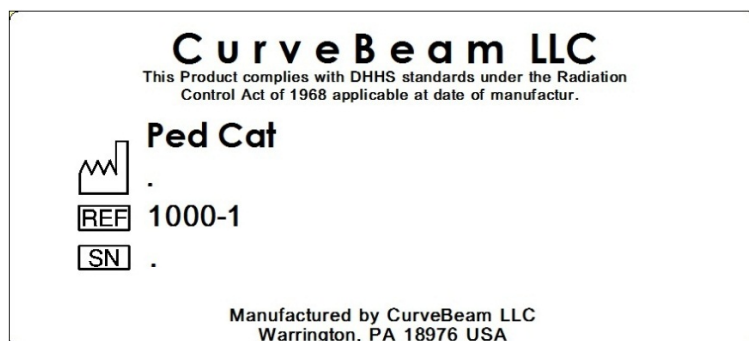 CurveBeam LLC
This Product complies with DHHS standards under the Radiation
Control Act of 1968 applicable at date of manufactur.
Ped Cat
.
REF 1000-1
SN .
Manufactured by CurveBeam LLC
Warrington, PA 18976 USA